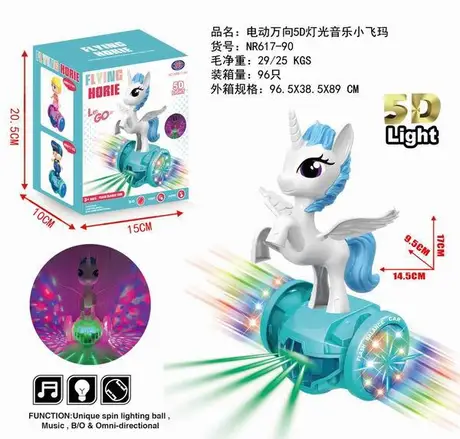 品名：电动万向5D灯光音乐小飞玛
货号：NR617-90
毛净重：29/25 KGS
装箱量：96只
外箱规格：96.5X38.5X89 CM
FLYING
HORIE
5D
Let's
GO
20.5CM
10CM
15CM
5D
Light
17CM
9.5CM
14.5CM
FUNCTION:Unique spin lighting ball ,
Music , B/O & Omni-directional